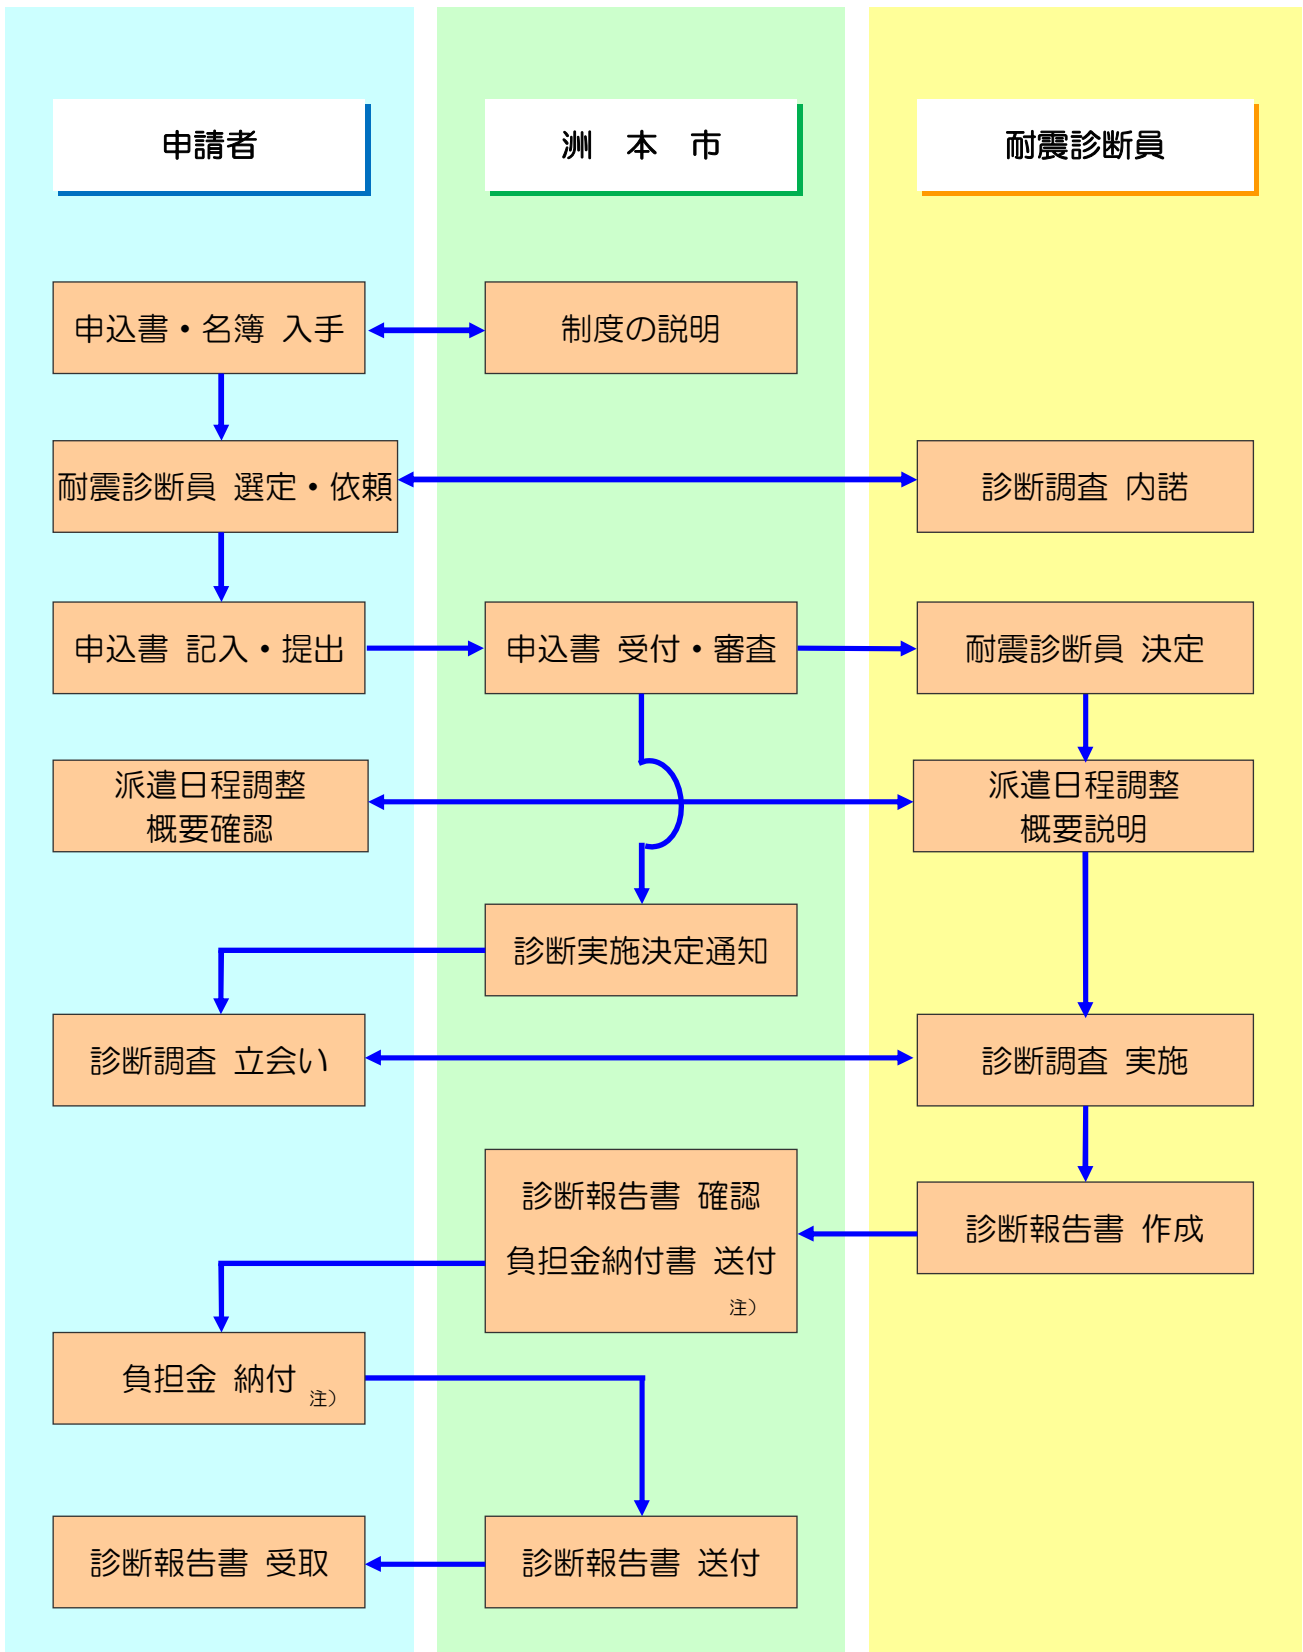 申請者
洲 本 市
耐震診断員
申込書・名簿 入手
制度の説明
耐震診断員 選定・依頼
診断調査 内諾
申込書 記入・提出
申込書 受付・審査
耐震診断員 決定
派遣日程調整
概要確認
派遣日程調整
概要説明
診断実施決定通知
診断調査 立会い
診断調査 実施
診断報告書 確認
負担金納付書 送付
注）
診断報告書 作成
負担金 納付 注）
診断報告書 受取
診断報告書 送付